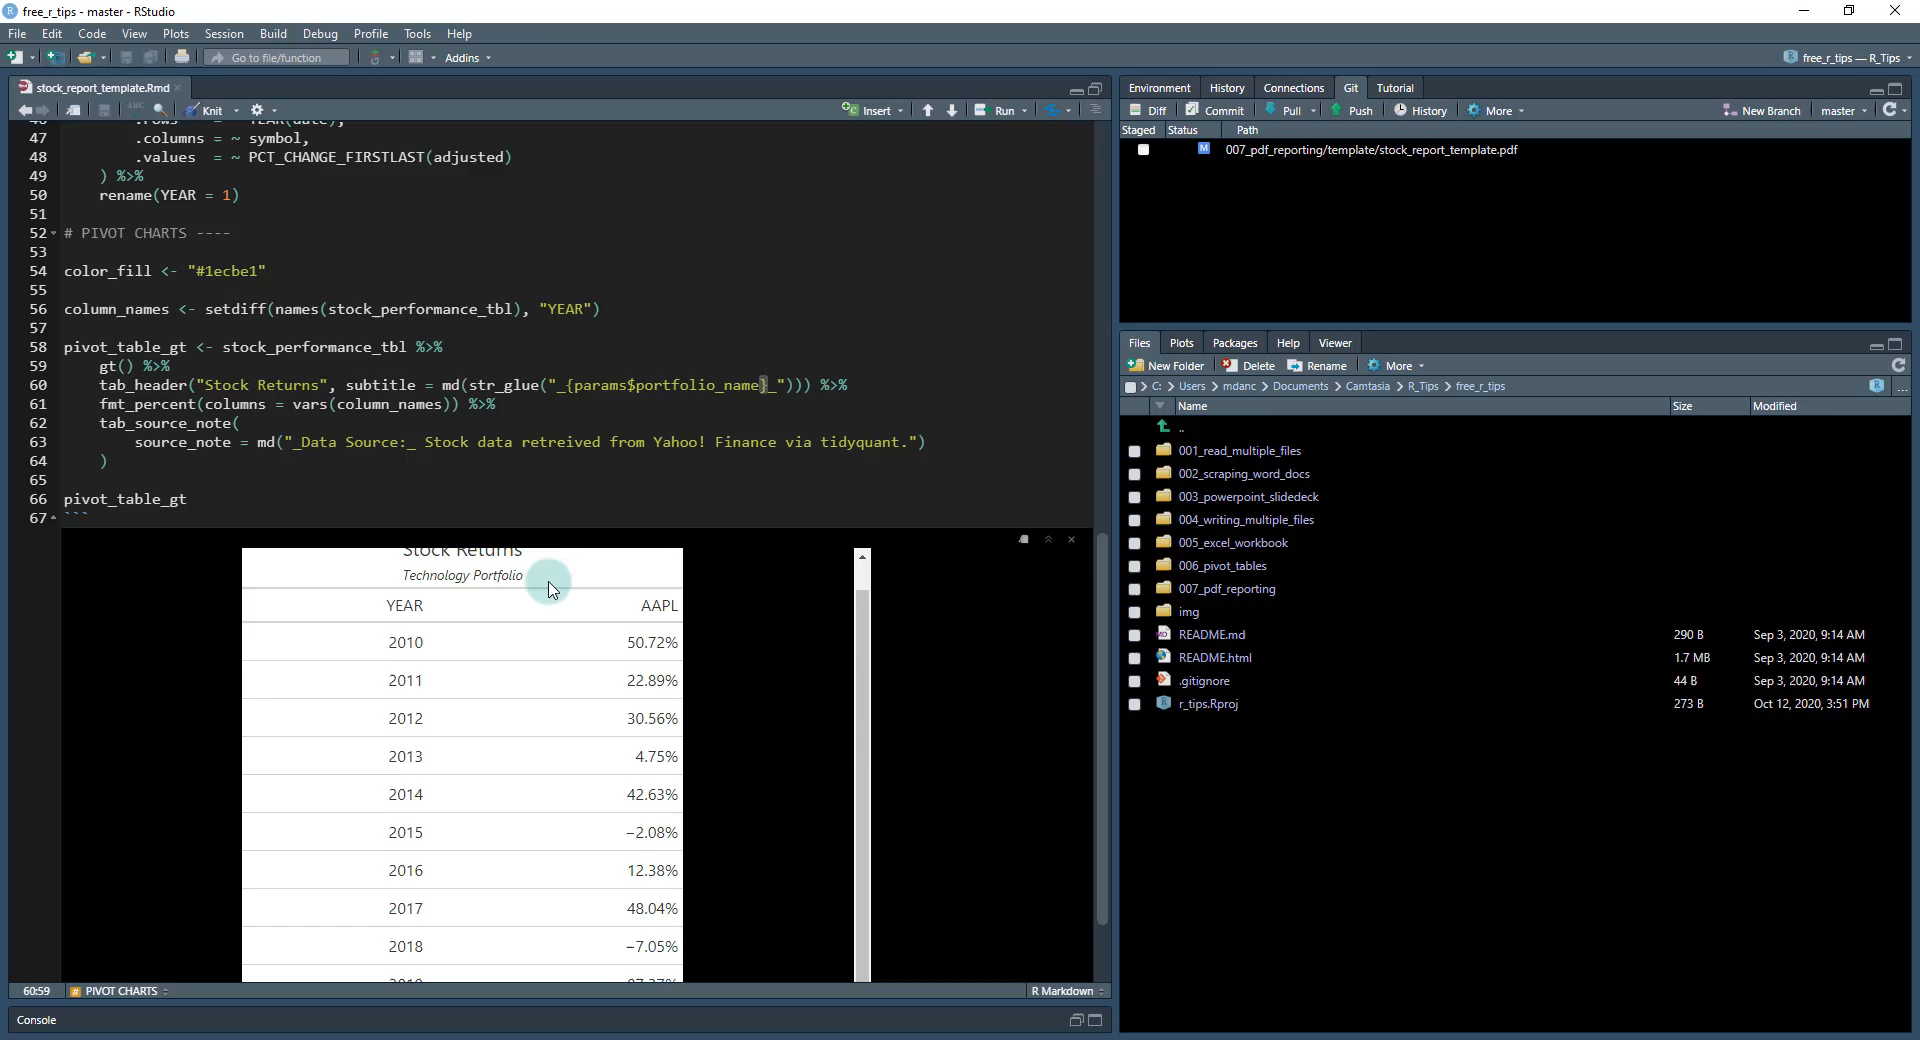 free_r_tips - master - RStudio
File Edit Code View Plots Session Build Debug Profile Tools Help
Go to file/function Addins free_r_tips — R_Tips
stock_report_template.Rmd
ABC Knit Insert Run
47 .columns = ~ symbol,
48 .values = ~ PCT_CHANGE_FIRSTLAST(adjusted)
49 ) %>%
50 rename(YEAR = 1)
51
52 # PIVOT CHARTS ----
53
54 color_fill <- "#1ecbe1"
55
56 column_names <- setdiff(names(stock_performance_tbl), "YEAR")
57
58 pivot_table_gt <- stock_performance_tbl %>%
59 gt() %>%
60 tab_header("Stock Returns", subtitle = md(str_glue("_{params$portfolio_name}_"))) %>%
61 fmt_percent(columns = vars(column_names)) %>%
62 tab_source_note(
63 source_note = md("_Data Source:_ Stock data retreived from Yahoo! Finance via tidyquant.")
64 )
65
66 pivot_table_gt
67 ```
Stock Returns
Technology Portfolio
YEAR AAPL
2010 50.72%
2011 22.89%
2012 30.56%
2013 4.75%
2014 42.63%
2015 −2.08%
2016 12.38%
2017 48.04%
2018 −7.05%
60:59 # PIVOT CHARTS R Markdown
Console
Environment History Connections Git Tutorial
Diff Commit Pull Push History More New Branch master
Staged Status Path
M 007_pdf_reporting/template/stock_report_template.pdf
Files Plots Packages Help Viewer
New Folder Delete Rename More
C: > Users > mdanc > Documents > Camtasia > R_Tips > free_r_tips ...
Name Size Modified
..
001_read_multiple_files
002_scraping_word_docs
003_powerpoint_slidedeck
004_writing_multiple_files
005_excel_workbook
006_pivot_tables
007_pdf_reporting
img
README.md 290 B Sep 3, 2020, 9:14 AM
README.html 1.7 MB Sep 3, 2020, 9:14 AM
.gitignore 44 B Sep 3, 2020, 9:14 AM
r_tips.Rproj 273 B Oct 12, 2020, 3:51 PM